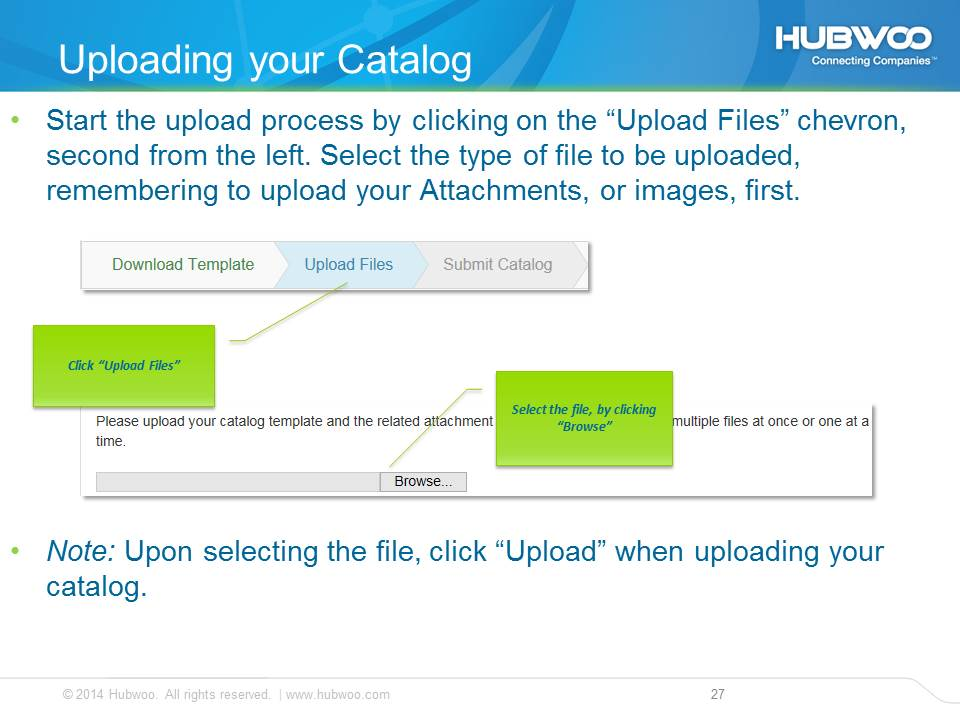 Uploading your Catalog
HUBWOO
Connecting Companies™
• Start the upload process by clicking on the “Upload Files” chevron,
second from the left. Select the type of file to be uploaded,
remembering to upload your Attachments, or images, first.
Download Template Upload Files Submit Catalog
Click “Upload Files”
Select the file, by clicking
“Browse”
Please upload your catalog template and the related attachment multiple files at once or one at a
time.
Browse...
• Note: Upon selecting the file, click “Upload” when uploading your
catalog.
© 2014 Hubwoo. All rights reserved. | www.hubwoo.com 27